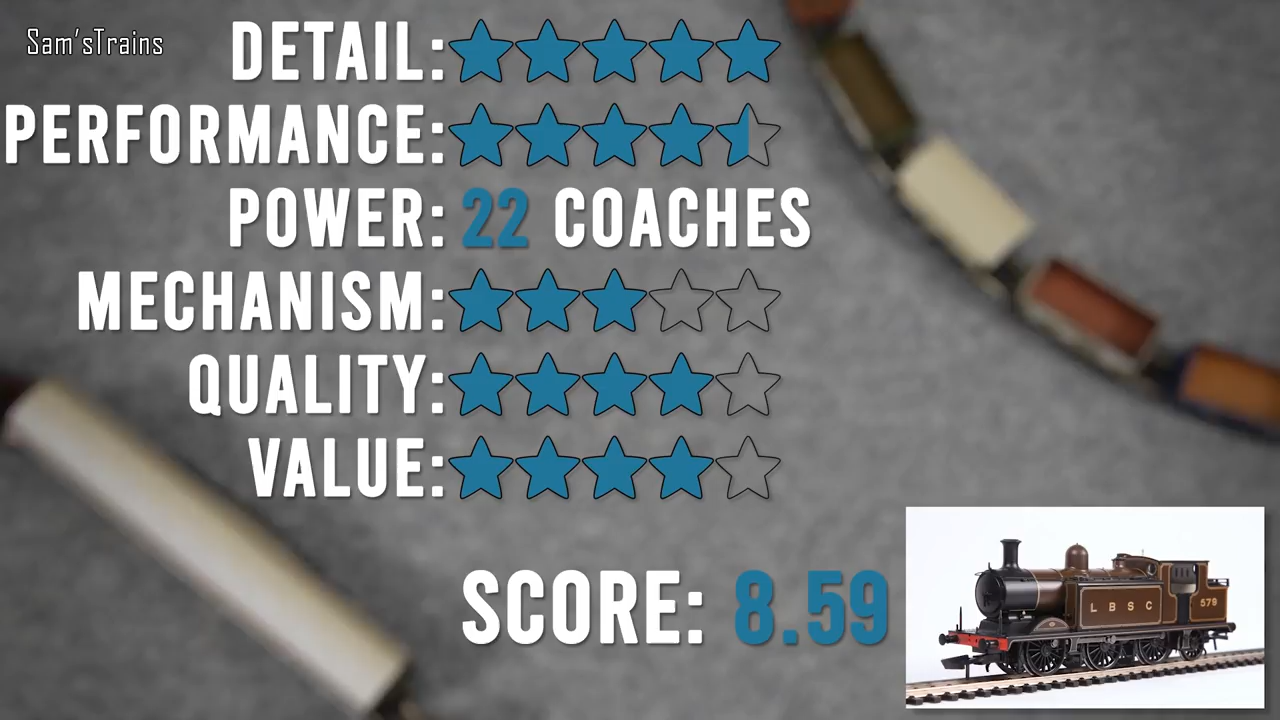 Sam'sTrains
DETAIL:
PERFORMANCE:
POWER: 22 COACHES
MECHANISM:
QUALITY:
VALUE:
SCORE: 8.59
L B S C
579